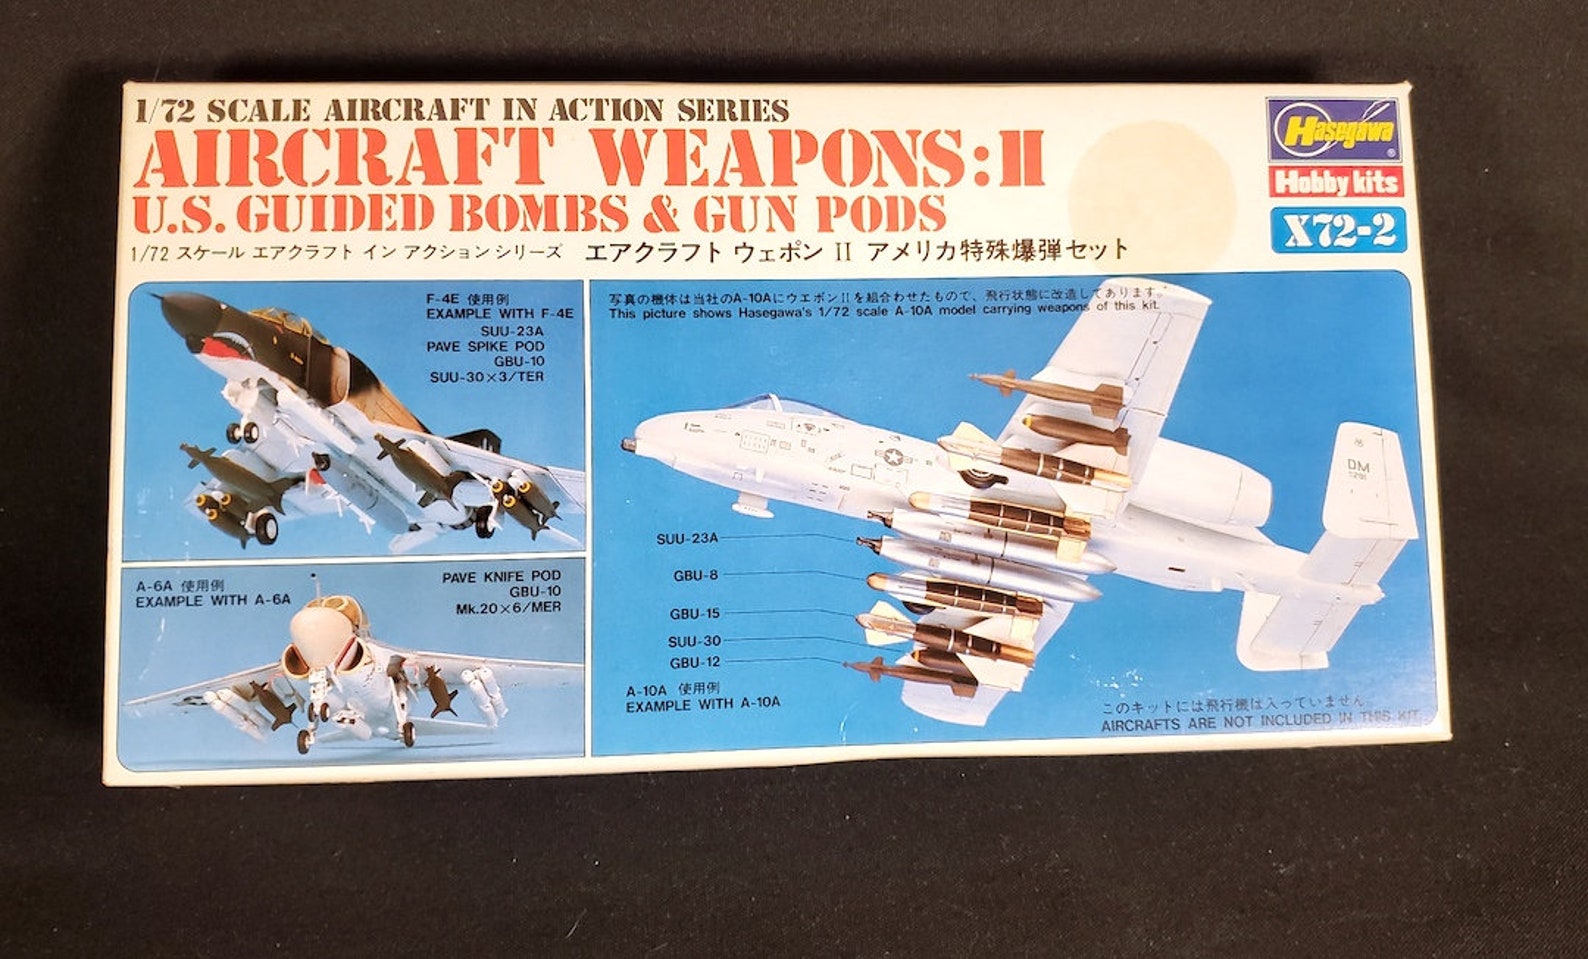 1/72 SCALE AIRCRAFT IN ACTION SERIES
AIRCRAFT WEAPONS:II
U.S. GUIDED BOMBS & GUN PODS
1/72 スケール エアクラフト イン アクションシリーズ エアクラフト ウェポン II アメリカ特殊爆弾セット
Hasegawa
Hobby kits
X72-2
F-4E 使用例
EXAMPLE WITH F-4E
SUU-23A
PAVE SPIKE POD
GBU-10
SUU-30×3/TER
A-6A 使用例
EXAMPLE WITH A-6A
PAVE KNIFE POD
GBU-10
Mk.20×6/MER
写真の機体は当社のA-10AにウエポンIIを組合わせたもので、飛行状態に改造してあります。
This picture shows Hasegawa's 1/72 scale A-10A model carrying weapons of this kit.
SUU-23A
GBU-8
GBU-15
SUU-30
GBU-12
A-10A 使用例
EXAMPLE WITH A-10A
DM
このキットには飛行機は入っていません。
AIRCRAFTS ARE NOT INCLUDED IN THIS KIT.